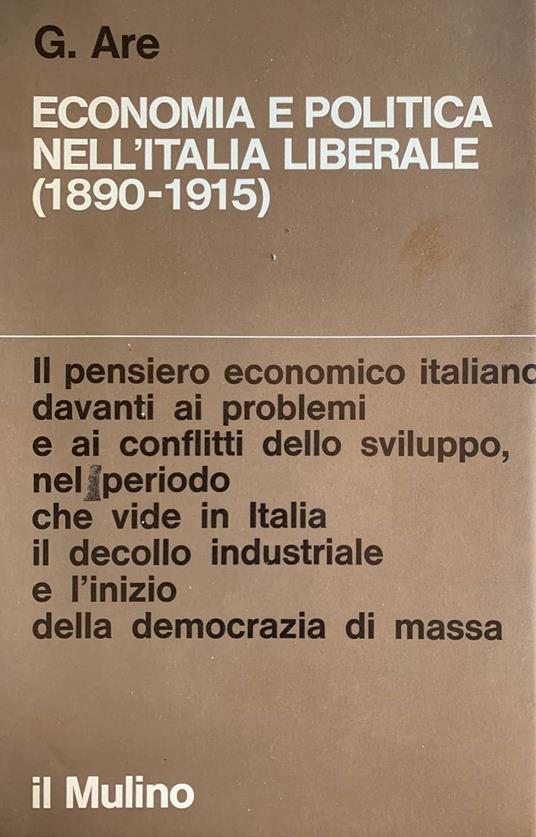 G. Are
ECONOMIA E POLITICA
NELL'ITALIA LIBERALE
(1890-1915)
Il pensiero economico italiano
davanti ai problemi
e ai conflitti dello sviluppo,
nel periodo
che vide in Italia
il decollo industriale
e l'inizio
della democrazia di massa
il Mulino